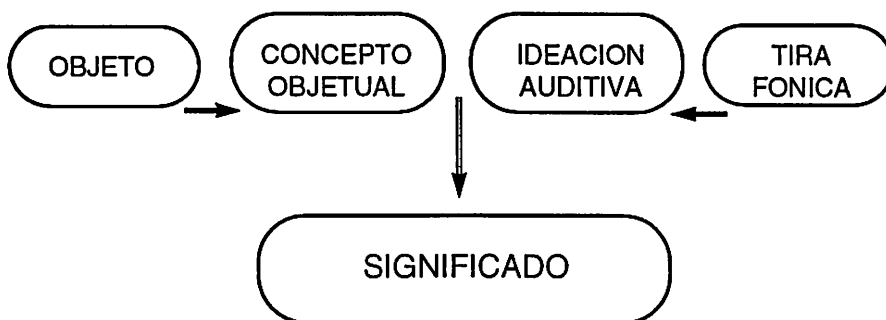 OBJETO
CONCEPTO
OBJETUAL
IDEACION
AUDITIVA
TIRA
FONICA
SIGNIFICADO